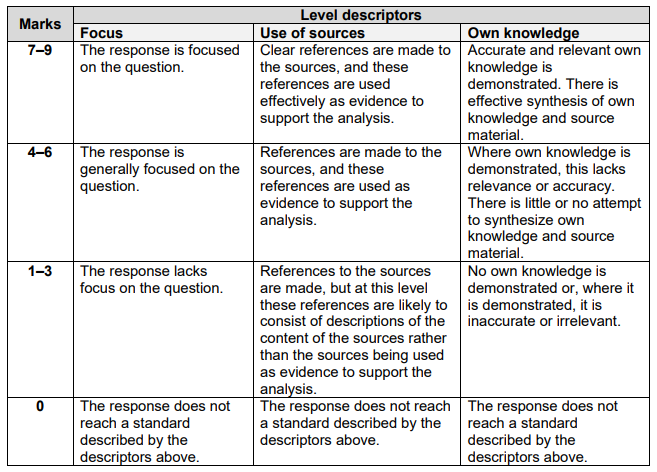 Marks
Level descriptors
Focus
Use of sources
Own knowledge
7–9
The response is focused
on the question.
Clear references are made to
the sources, and these
references are used
effectively as evidence to
support the analysis.
Accurate and relevant own
knowledge is
demonstrated. There is
effective synthesis of own
knowledge and source
material.
4–6
The response is
generally focused on the
question.
References are made to the
sources, and these
references are used as
evidence to support the
analysis.
Where own knowledge is
demonstrated, this lacks
relevance or accuracy.
There is little or no attempt
to synthesize own
knowledge and source
material.
1–3
The response lacks
focus on the question.
References to the sources
are made, but at this level
these references are likely to
consist of descriptions of the
content of the sources rather
than the sources being used
as evidence to support the
analysis.
No own knowledge is
demonstrated or, where it
is demonstrated, it is
inaccurate or irrelevant.
0
The response does not
reach a standard
described by the
descriptors above.
The response does not reach
a standard described by the
descriptors above.
The response does not
reach a standard
described by the
descriptors above.